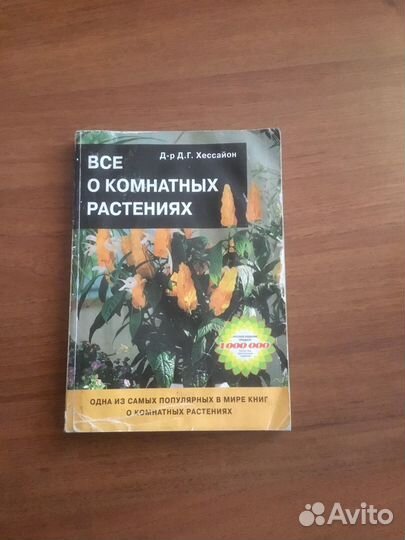 Д-р Д.Г. Хессайон
ВСЕ
О КОМНАТНЫХ
РАСТЕНИЯХ
1 000 000
ОДНА ИЗ САМЫХ ПОПУЛЯРНЫХ В МИРЕ КНИГ
О КОМНАТНЫХ РАСТЕНИЯХ
Avito